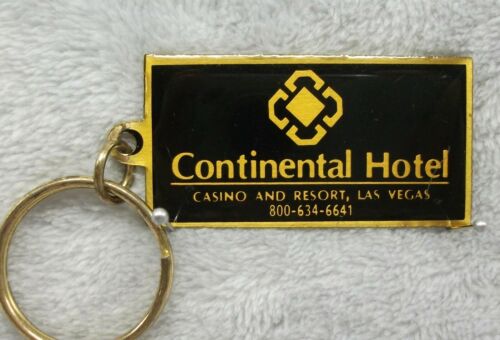 Continental Hotel
CASINO AND RESORT, LAS VEGAS
800-634-6641